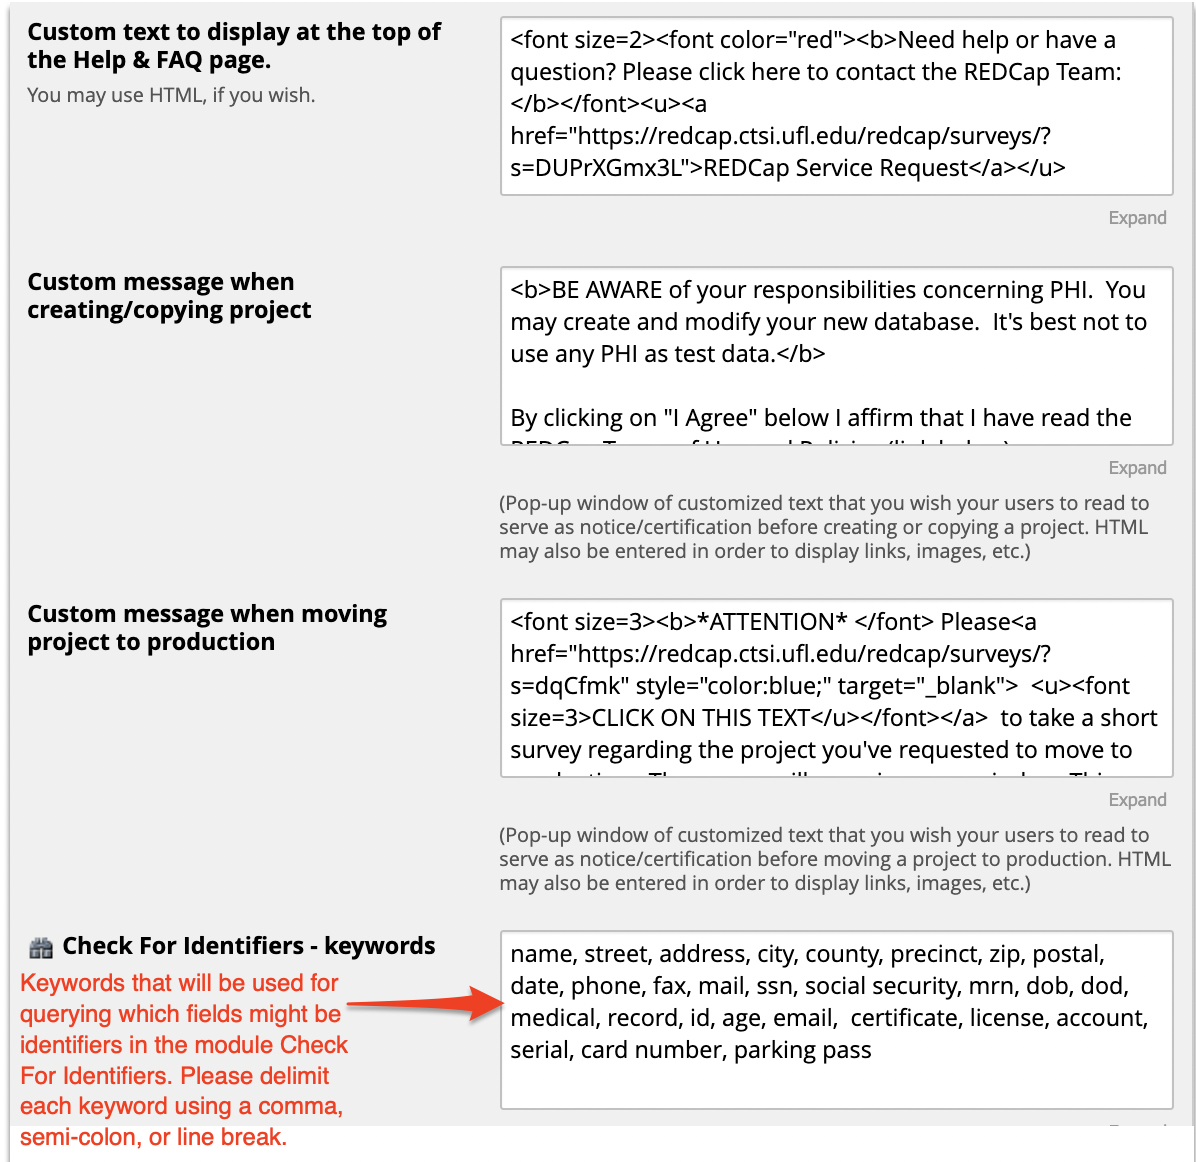 Custom text to display at the top of
the Help & FAQ page.
You may use HTML, if you wish.
<font size=2><font color="red"><b>Need help or have a
question? Please click here to contact the REDCap Team:
</b></font><u><a
href="https://redcap.ctsi.ufl.edu/redcap/surveys/?
s=DUPrXGmx3L">REDCap Service Request</a></u>
Expand
Custom message when
creating/copying project
<b>BE AWARE of your responsibilities concerning PHI.  You
may create and modify your new database.  It's best not to
use any PHI as test data.</b>
By clicking on "I Agree" below I affirm that I have read the
Expand
(Pop-up window of customized text that you wish your users to read to
serve as notice/certification before creating or copying a project. HTML
may also be entered in order to display links, images, etc.)
Custom message when moving
project to production
<font size=3><b>*ATTENTION* </font> Please<a
href="https://redcap.ctsi.ufl.edu/redcap/surveys/?
s=dqCfmk" style="color:blue;" target="_blank">  <u><font
size=3>CLICK ON THIS TEXT</u></font></a>  to take a short
survey regarding the project you've requested to move to
Expand
(Pop-up window of customized text that you wish your users to read to
serve as notice/certification before moving a project to production. HTML
may also be entered in order to display links, images, etc.)
Check For Identifiers - keywords
Keywords that will be used for
querying which fields might be
identifiers in the module Check
For Identifiers. Please delimit
each keyword using a comma,
semi-colon, or line break.
name, street, address, city, county, precinct, zip, postal,
date, phone, fax, mail, ssn, social security, mrn, dob, dod,
medical, record, id, age, email,  certificate, license, account,
serial, card number, parking pass